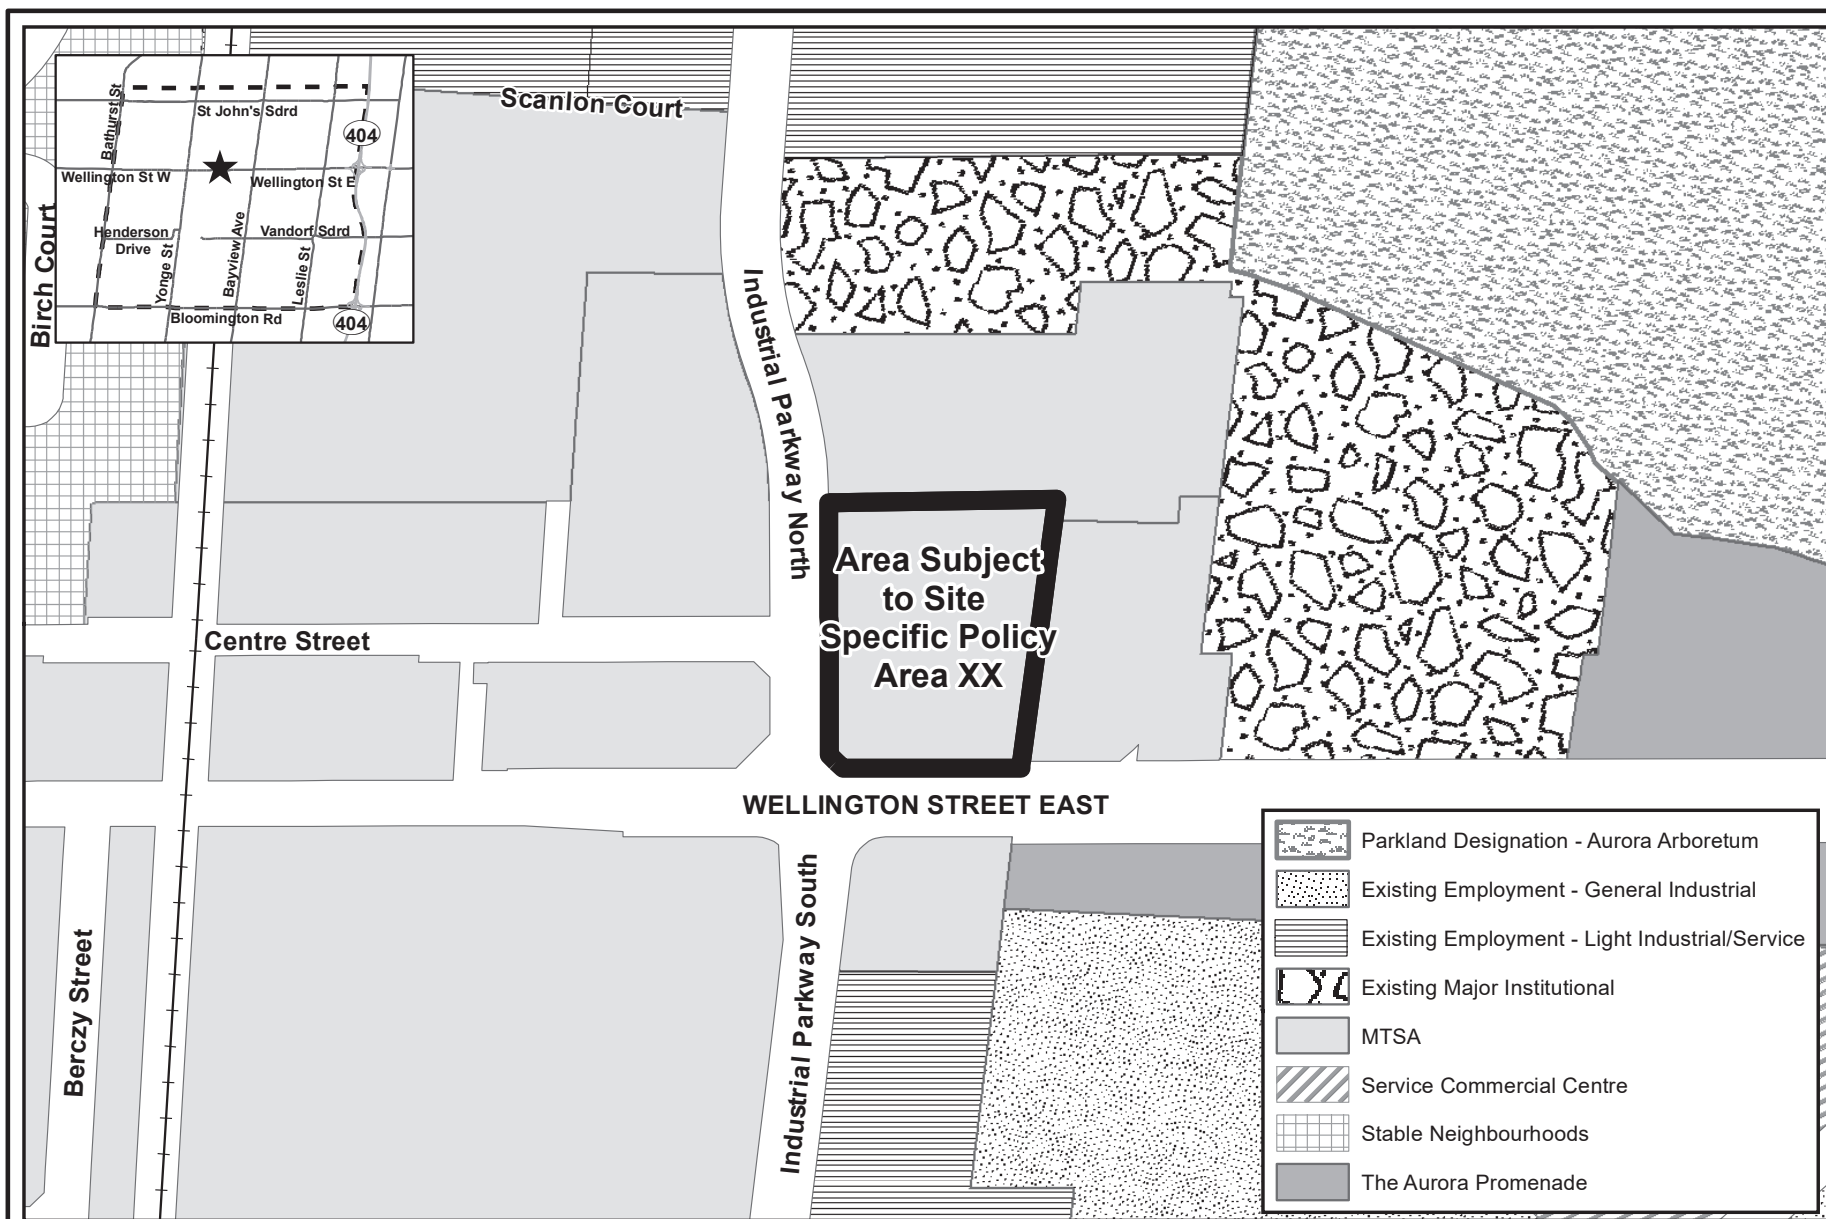 Scanlon Court
Bathurst St
St John's Sdrd
404
Wellington St W
Wellington St E
Henderson
Drive
Vandorf Sdrd
Yonge St
Bayview Ave
Leslie St
Bloomington Rd
404
Birch Court
Industrial Parkway North
Area Subject
to Site
Specific Policy
Area XX
Centre Street
WELLINGTON STREET EAST
Berczy Street
Industrial Parkway South
Parkland Designation - Aurora Arboretum
Existing Employment - General Industrial
Existing Employment - Light Industrial/Service
Existing Major Institutional
MTSA
Service Commercial Centre
Stable Neighbourhoods
The Aurora Promenade